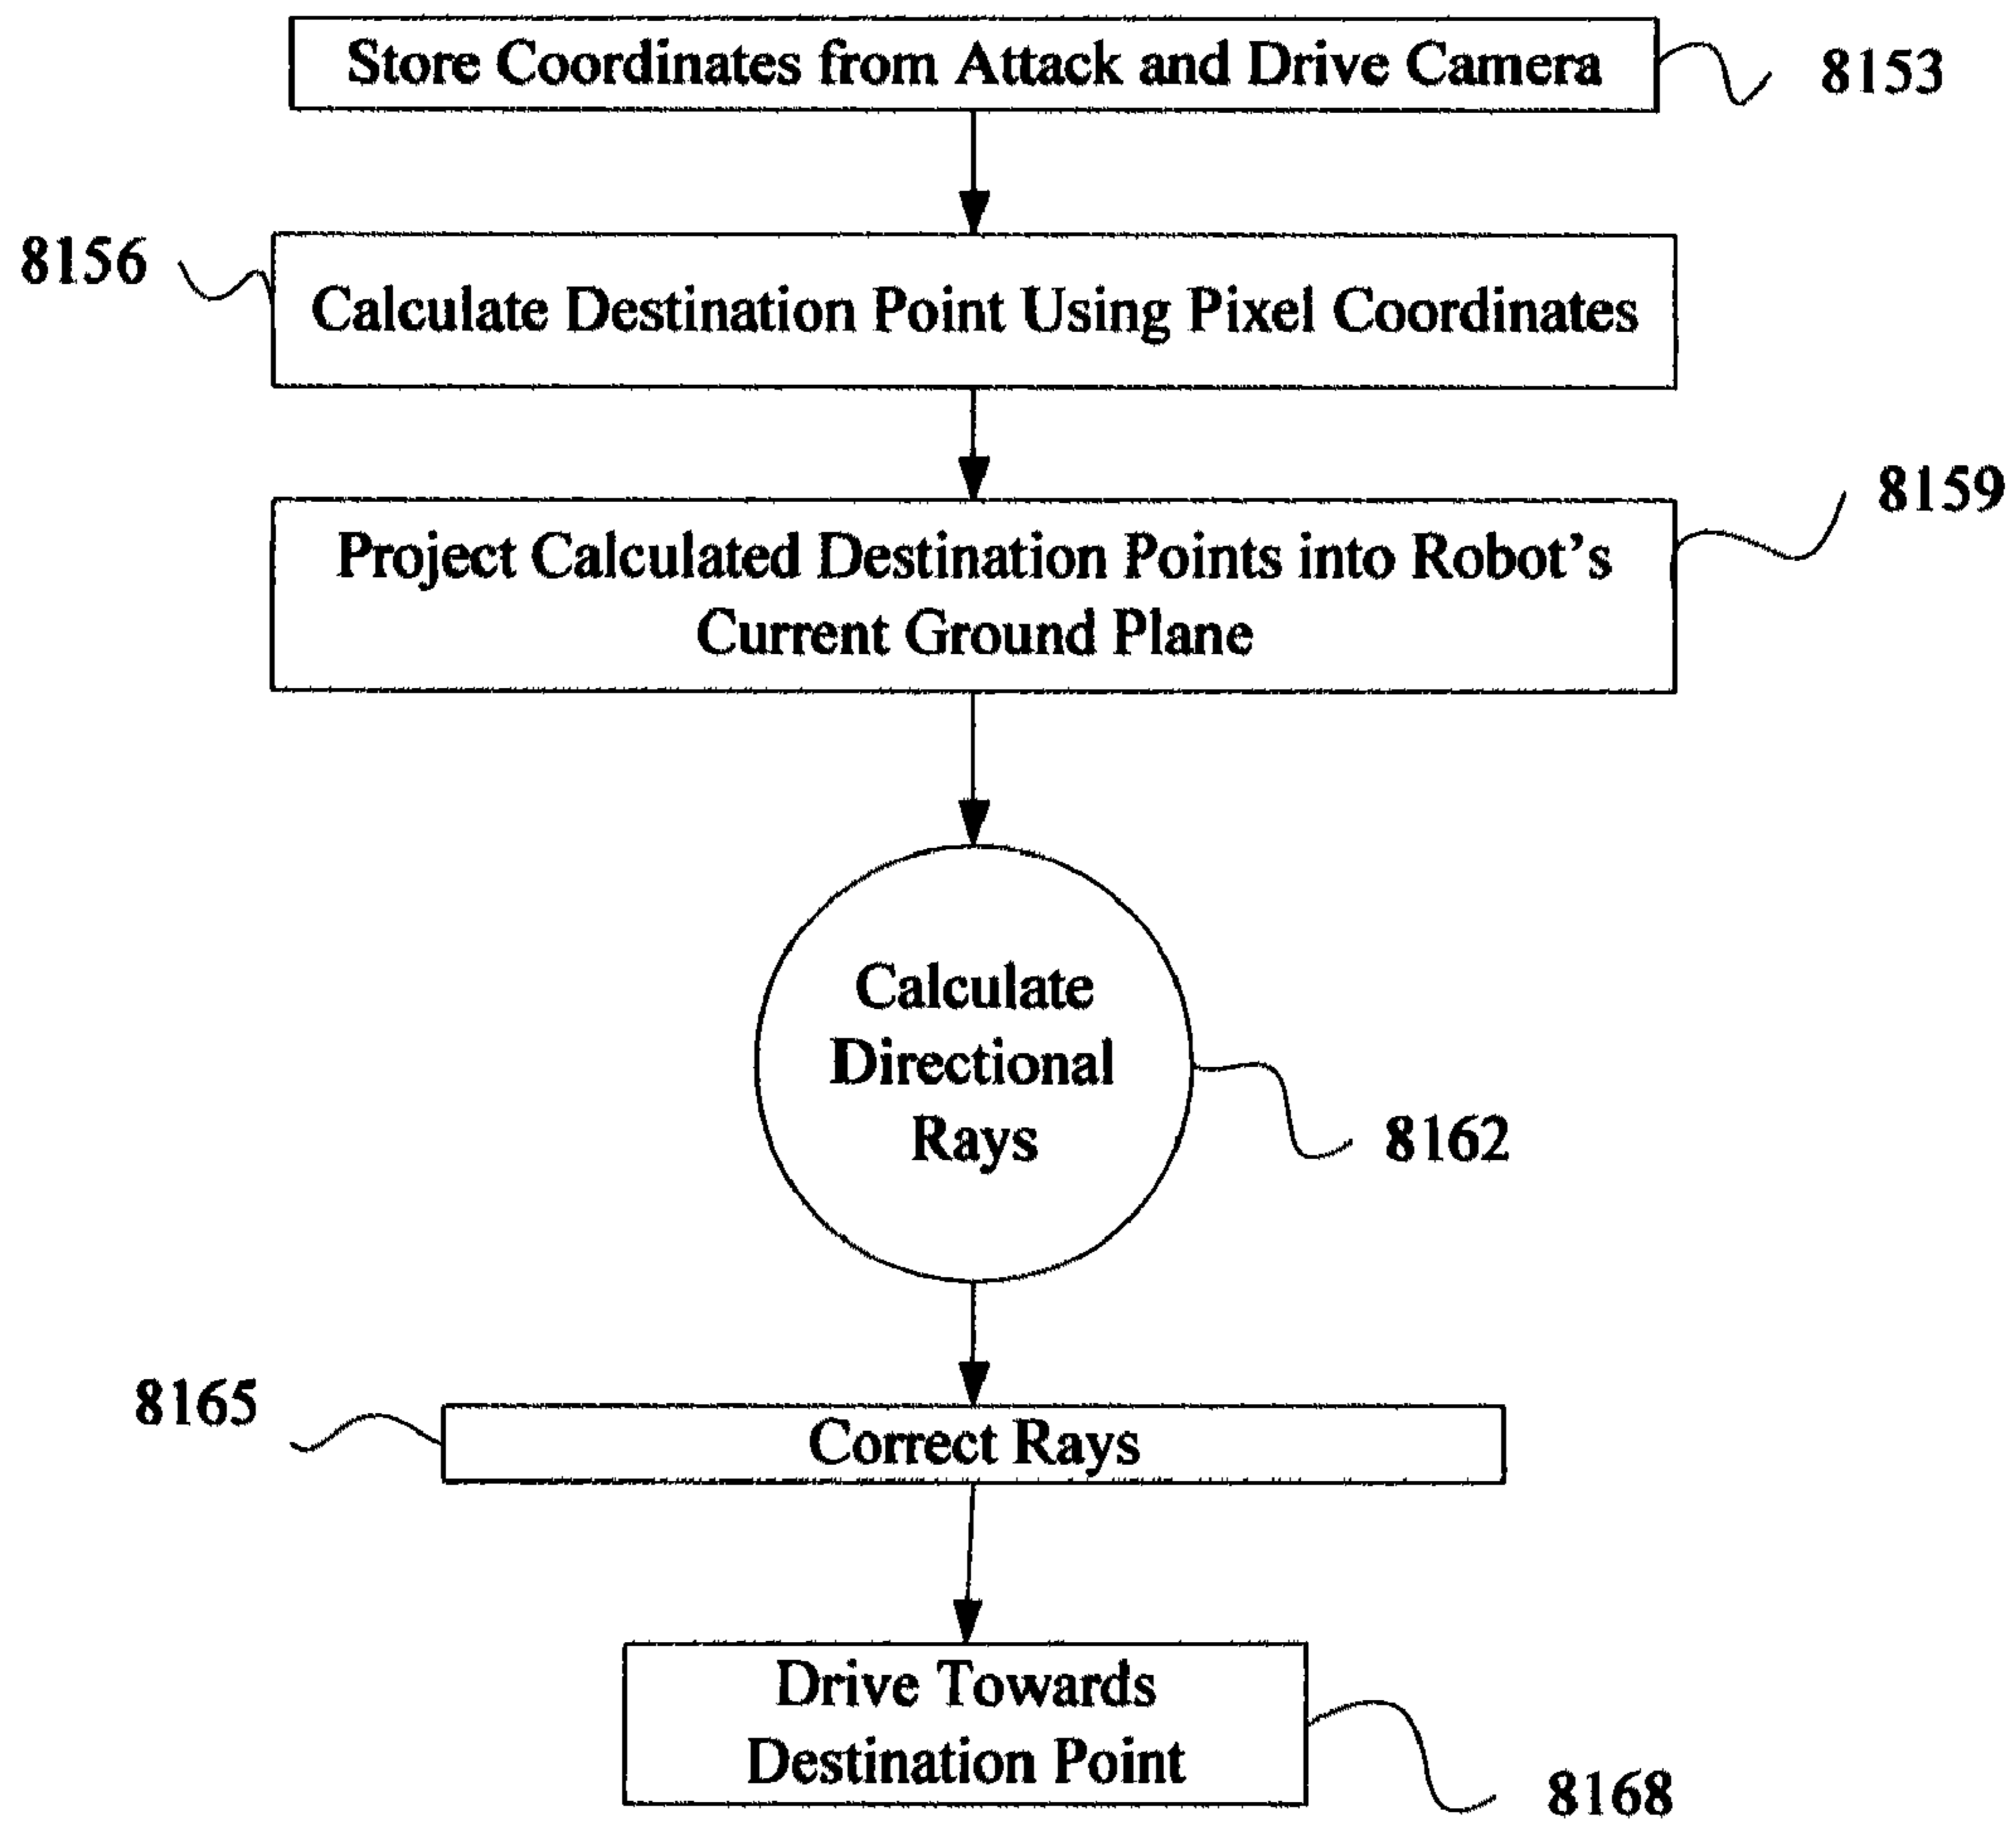 Store Coordinates from Attack and Drive Camera
8153
8156
Calculate Destination Point Using Pixel Coordinates
8159
Project Calculated Destination Points into Robot’s
Current Ground Plane
Calculate
Directional
Rays
8162
8165
Correct Rays
Drive Towards
Destination Point
8168